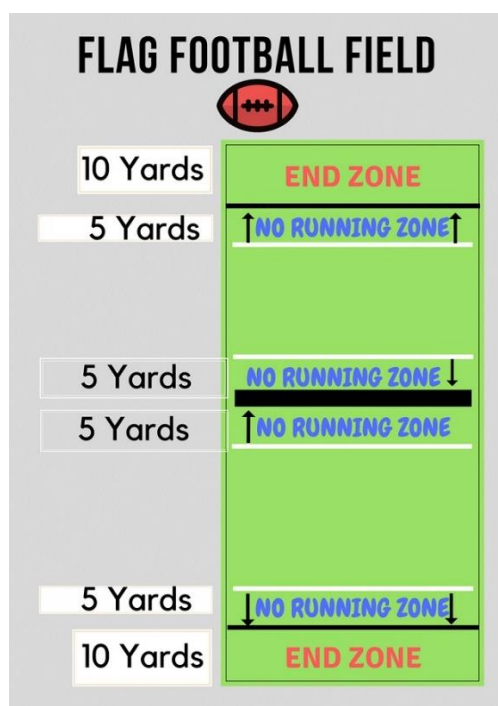 FLAG FOOTBALL FIELD
10 Yards
END ZONE
5 Yards
NO RUNNING ZONE
5 Yards
NO RUNNING ZONE
5 Yards
NO RUNNING ZONE
5 Yards
NO RUNNING ZONE
10 Yards
END ZONE